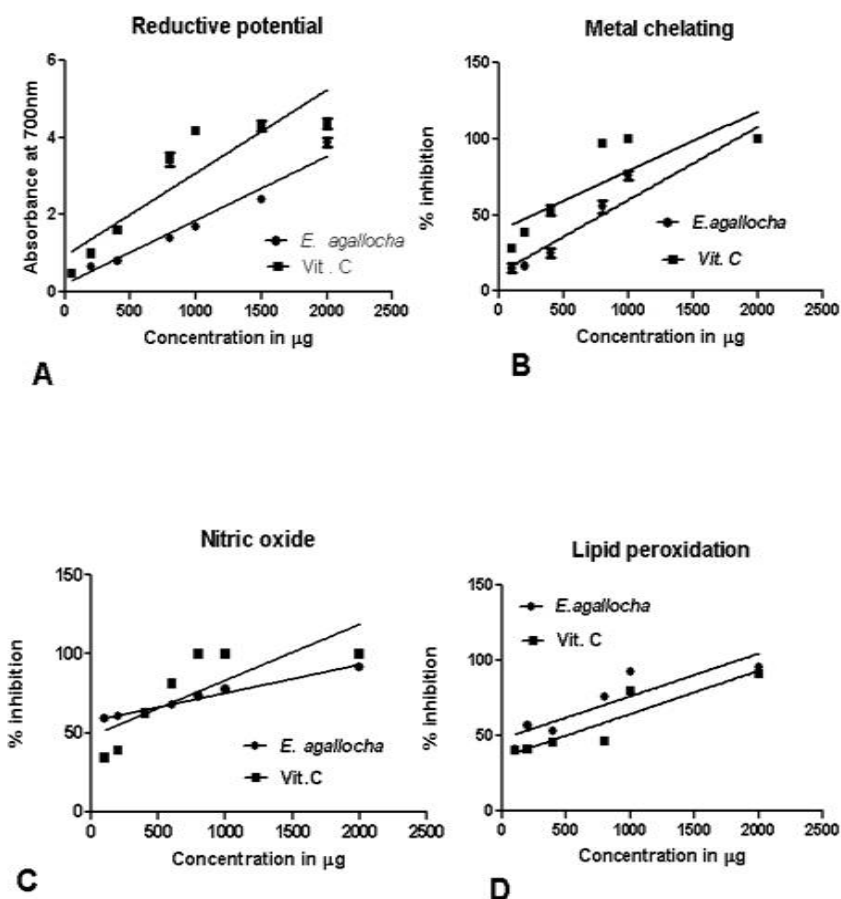 Reductive potential
6
4
2
0
Absorbance at 700nm
E. agallocha
Vit . C
0
500
1000
1500
2000
2500
Concentration in μg
A
Metal chelating
150
100
50
0
% inhibition
E.agallocha
Vit. C
0
500
1000
1500
2000
2500
Concentration in μg
B
Nitric oxide
150
100
50
0
% inhibition
E. agallocha
Vit.C
0
500
1000
1500
2000
2500
Concentration in μg
C
Lipid peroxidation
150
100
50
0
% inhibition
E.agallocha
Vit. C
0
500
1000
1500
2000
2500
Concentration in μg
D